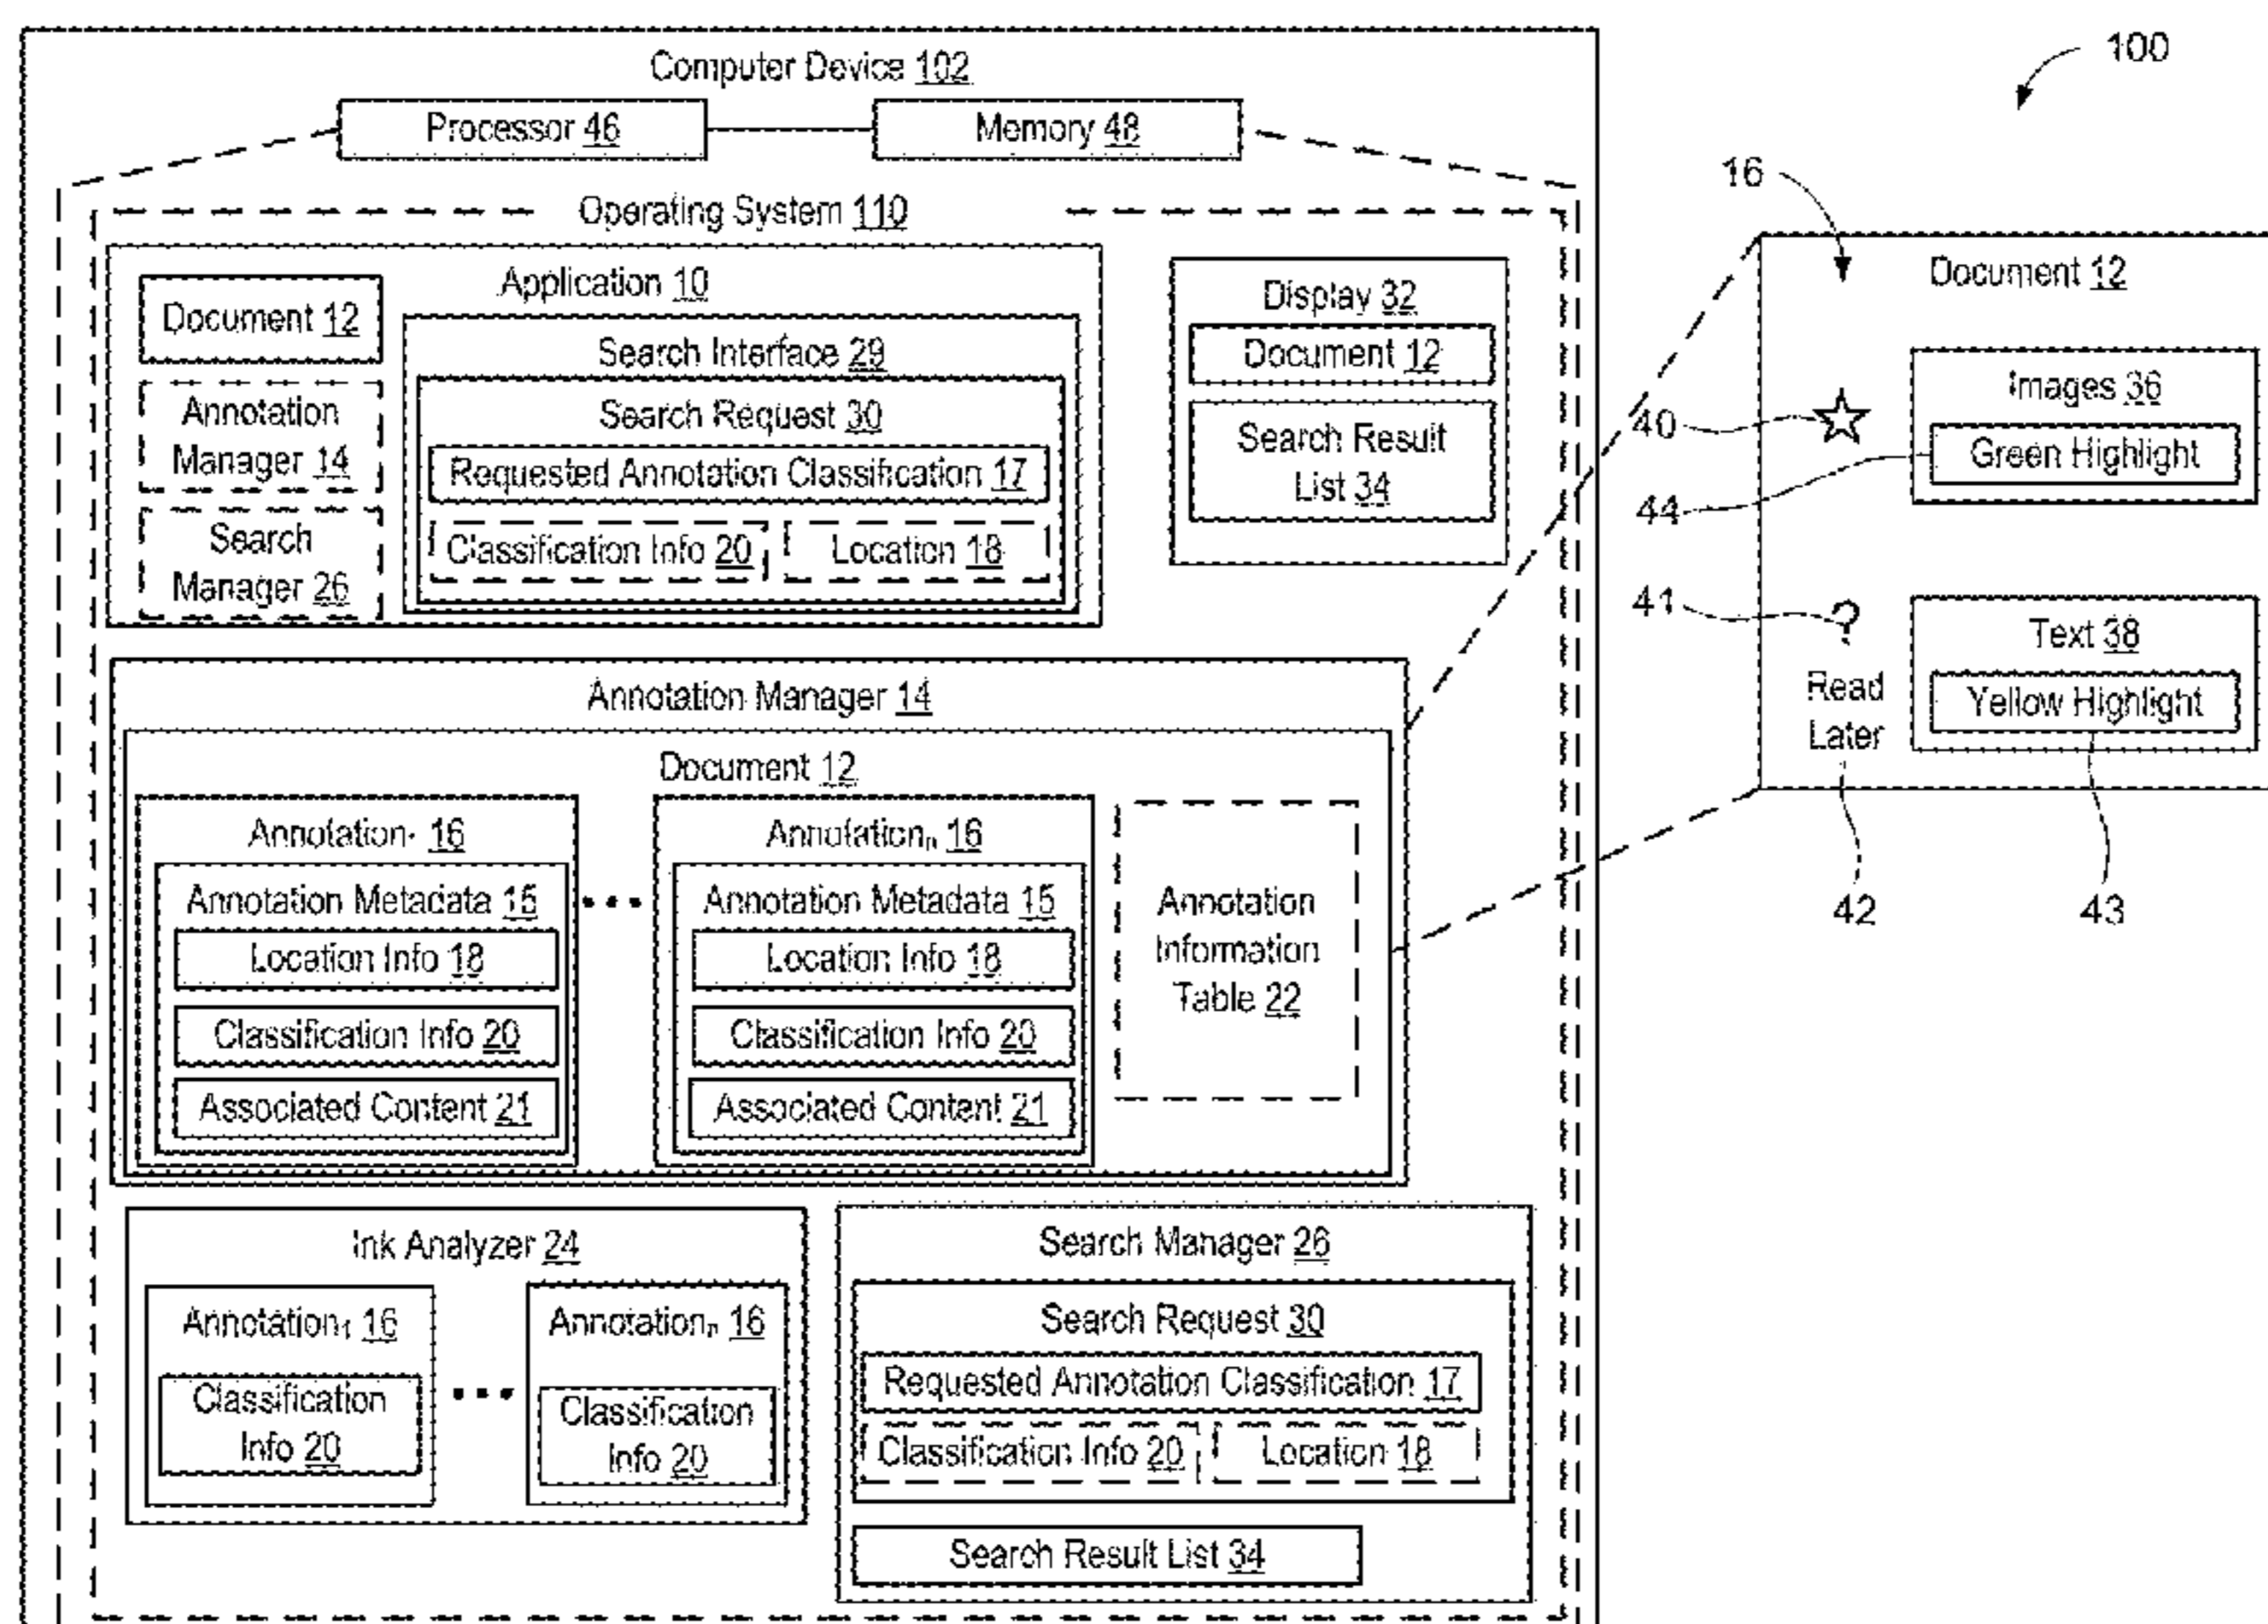 100
Computer Device 102
Processor 46
Memory 48
Operating System 110
Application 10
Document 12
Annotation
Manager 14
Search
Manager 26
Search Interface 29
Search Request 30
Requested Annotation Classification 17
Classification Info 20
Location 18
Display 32
Document 12
Search Result
List 34
Annotation Manager 14
Document 12
Annotation1 16
Annotation Metadata 15
Location Info 18
Classification Info 20
Associated Content 21
•••
Annotationn 16
Annotation Metadata 15
Location Info 18
Classification Info 20
Associated Content 21
Annotation
Information
Table 22
Ink Analyzer 24
Annotation1 16
Classification
Info 20
•••
Annotationn 16
Classification
Info 20
Search Manager 26
Search Request 30
Requested Annotation Classification 17
Classification Info 20
Location 18
Search Result List 34
16
Document 12
40
Images 36
Green Highlight
44
41
?
Read
Later
Text 38
Yellow Highlight
42
43